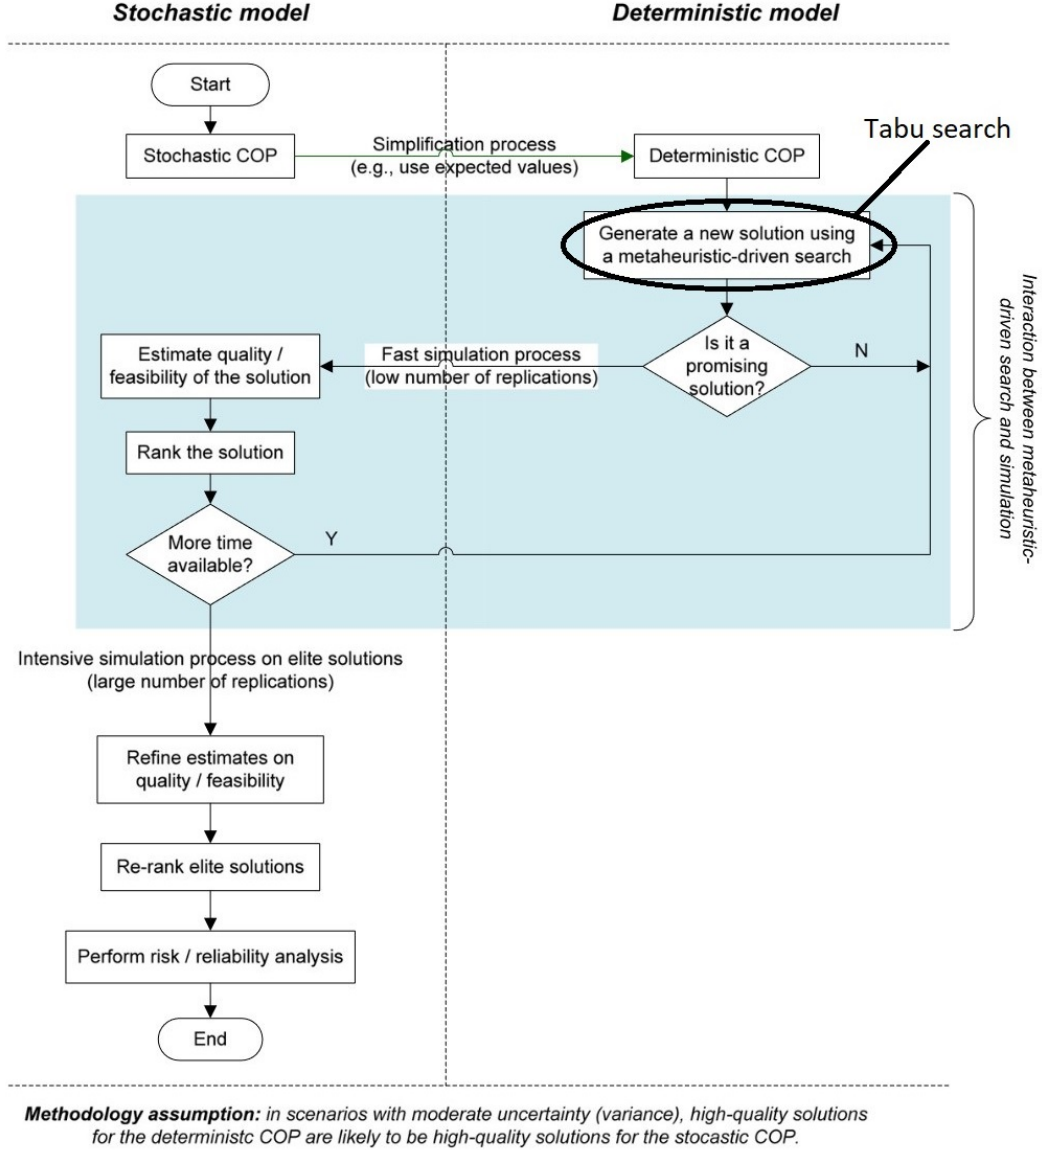 Stochastic model
Deterministic model
Start
Tabu search
Stochastic COP
Simplification process
(e.g., use expected values)
Deterministic COP
Generate a new solution using
a metaheuristic-driven search
Is it a
promising
solution?
N
Fast simulation process
(low number of replications)
Estimate quality /
feasibility of the solution
Rank the solution
More time
available?
Y
Interaction between metaheuristic-
driven search and simulation
Intensive simulation process on elite solutions
(large number of replications)
Refine estimates on
quality / feasibility
Re-rank elite solutions
Perform risk / reliability analysis
End
Methodology assumption: in scenarios with moderate uncertainty (variance), high-quality solutions
for the deterministc COP are likely to be high-quality solutions for the stocastic COP.